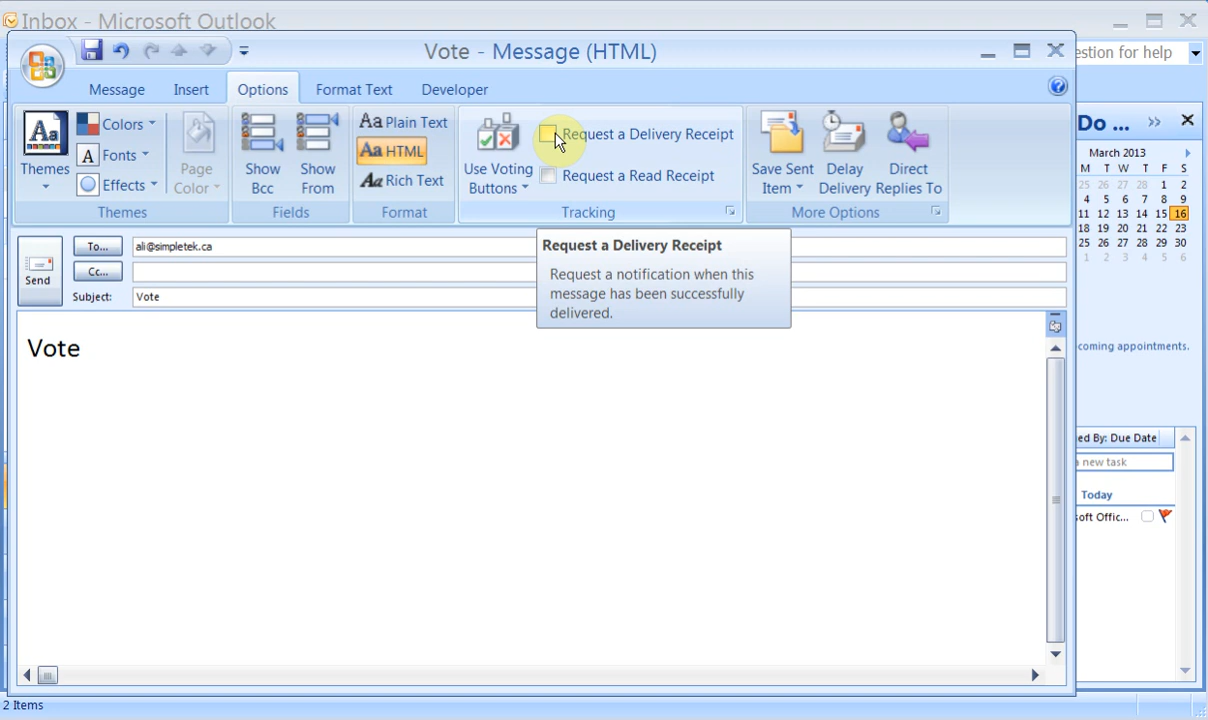 Inbox - Microsoft Outlook
Vote - Message (HTML)
estion for help
Message Insert Options Format Text Developer
Themes
Colors
Fonts
Effects
Page Color
Themes
Show Bcc
Show From
Fields
Aa Plain Text
Aa HTML
Aa Rich Text
Format
Use Voting Buttons
Request a Delivery Receipt
Request a Read Receipt
Tracking
Save Sent Item
Delay Delivery
Direct Replies To
More Options
Send
To... ali@simpletek.ca
Cc...
Subject: Vote
Request a Delivery Receipt
Request a notification when this
message has been successfully
delivered.
Vote
Do ...
March 2013
M T W T F S
25 26 27 28 1 2
4 5 6 7 8 9
11 12 13 14 15 16
18 19 20 21 22 23
25 26 27 28 29 30
1 2 3 4 5 6
coming appointments.
ed By: Due Date
new task
Today
soft Offic...
2 Items